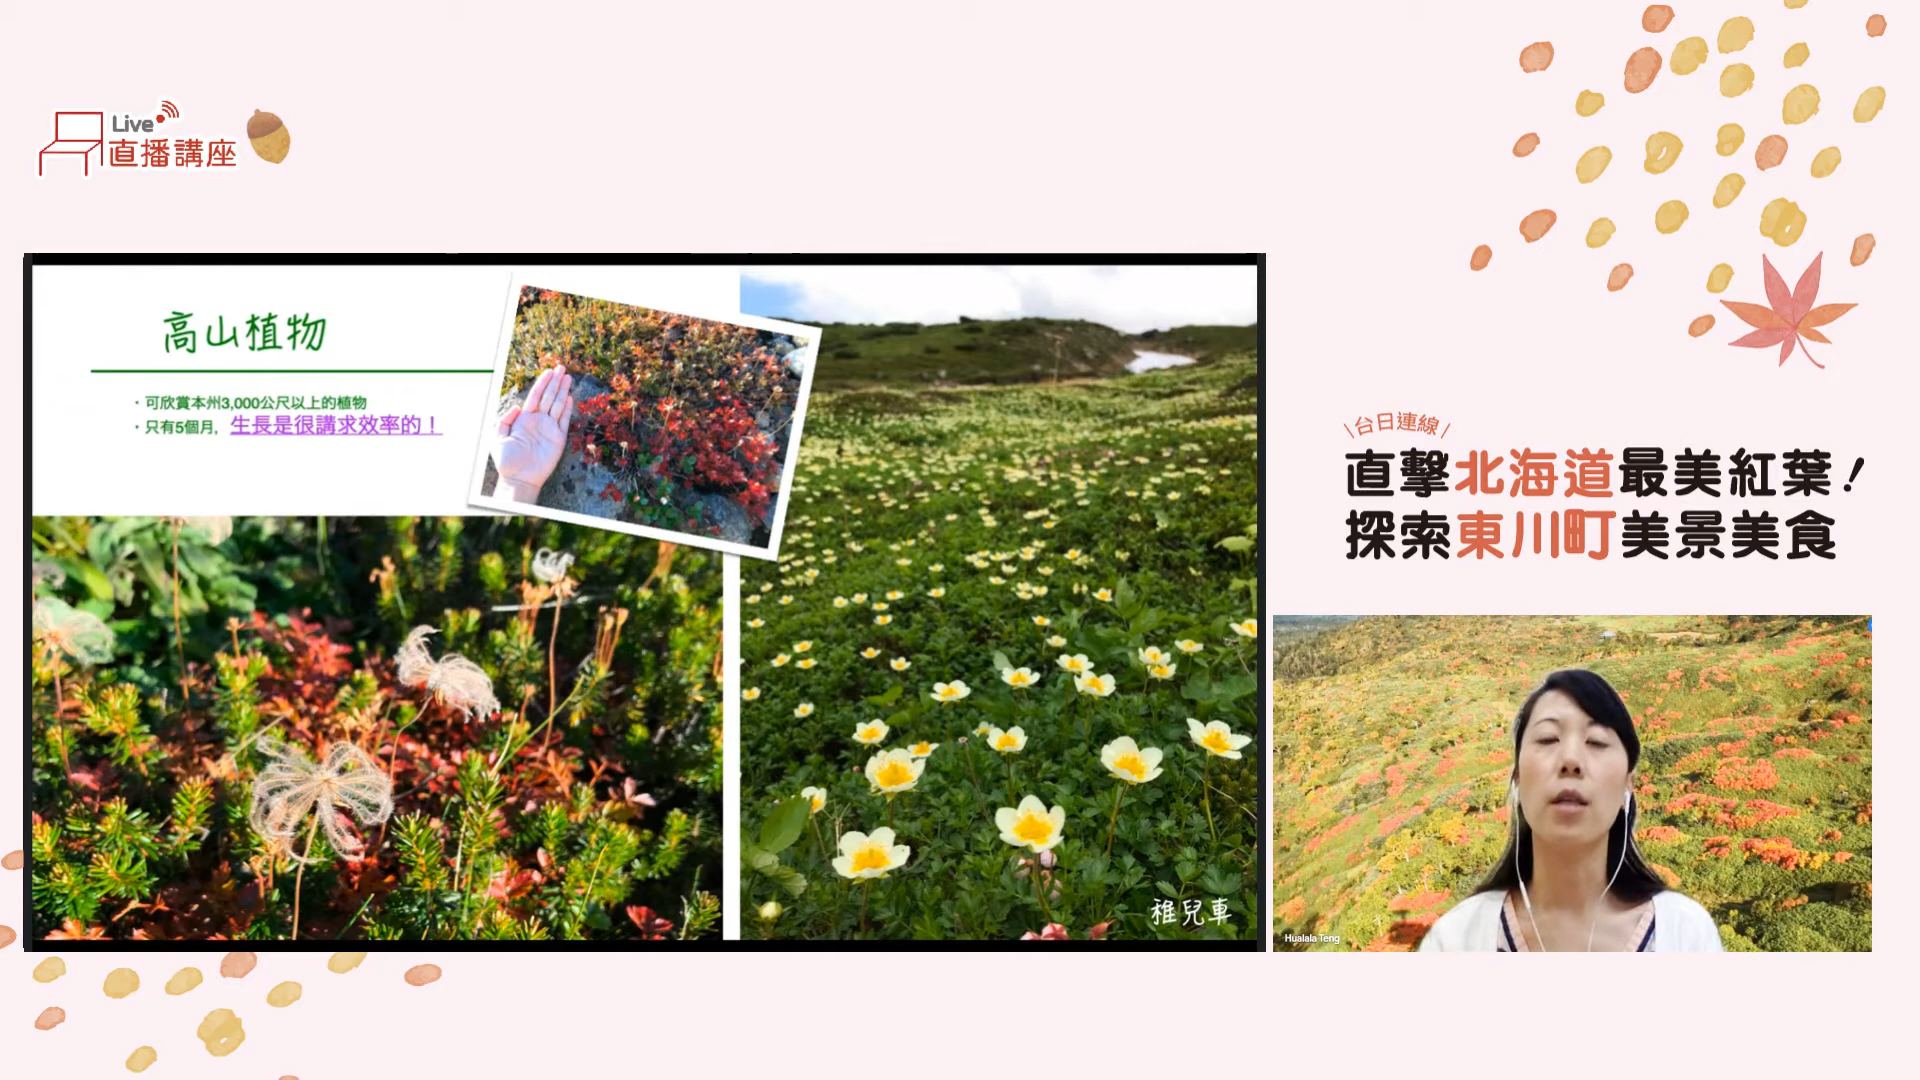 Live
直播講座
高山植物
・可欣賞本州3,000公尺以上的植物
・只有5個月，生長是很講求效率的！
稚兒車
\台日連線/
直擊北海道最美紅葉！
探索東川町美景美食
Hualala Teng